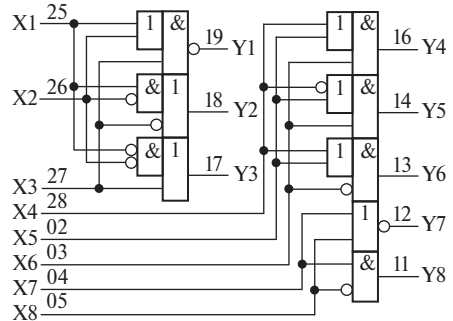 X1 25 1 & 19 Y1
X2 26 & 1 18 Y2
& 1 17 Y3
X3 27
X4 28
X5 02
X6 03
X7 04
X8 05
1 & 16 Y4
1 & 14 Y5
1 & 13 Y6
1 12 Y7
& 11 Y8